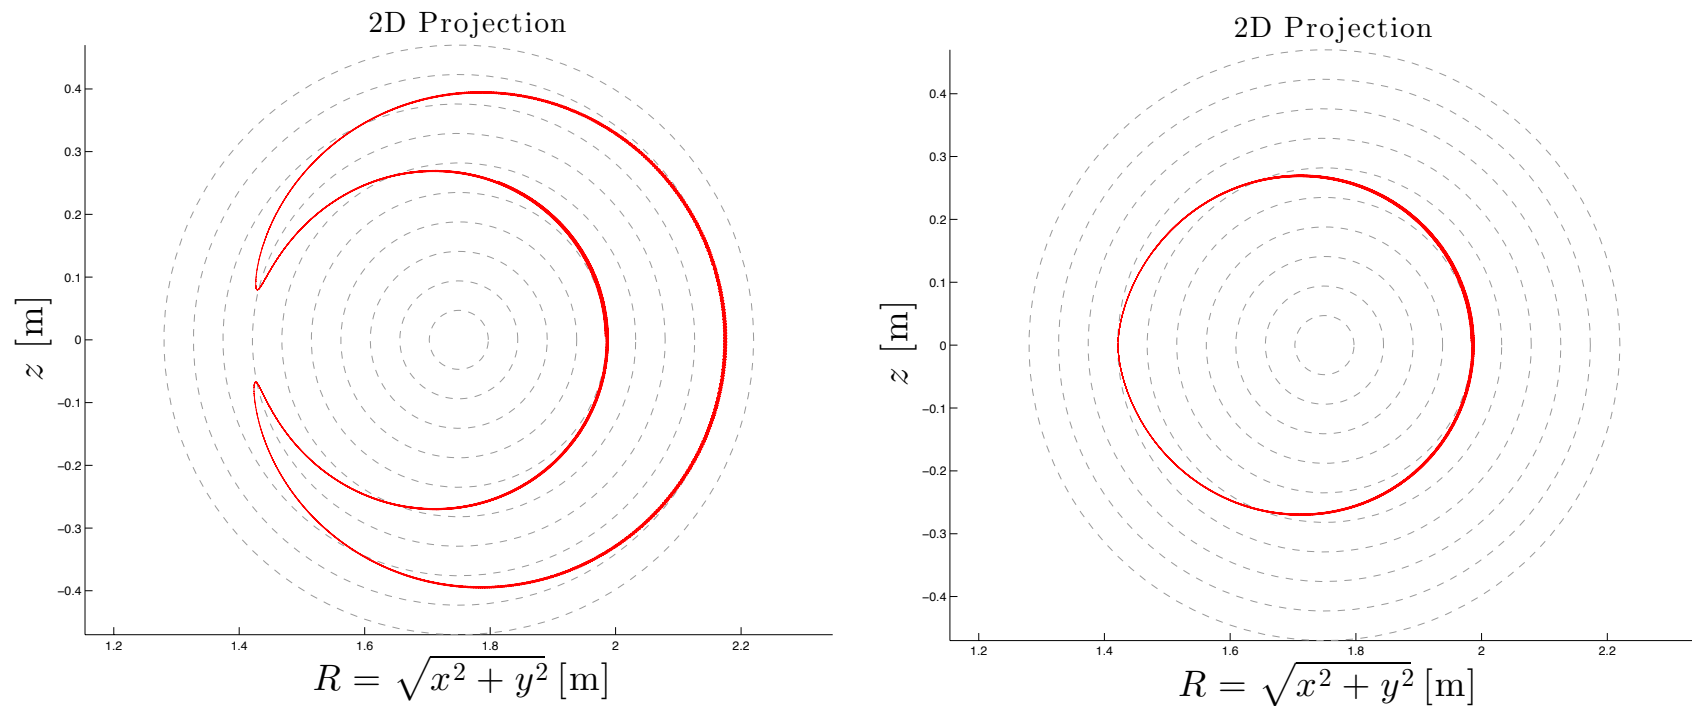 2D Projection
0.4
0.3
0.2
0.1
0
−0.1
−0.2
−0.3
−0.4
z [m]
1.2 1.4 1.6 1.8 2 2.2
R = √x² + y² [m]
2D Projection
0.4
0.3
0.2
0.1
0
−0.1
−0.2
−0.3
−0.4
z [m]
1.2 1.4 1.6 1.8 2 2.2
R = √x² + y² [m]